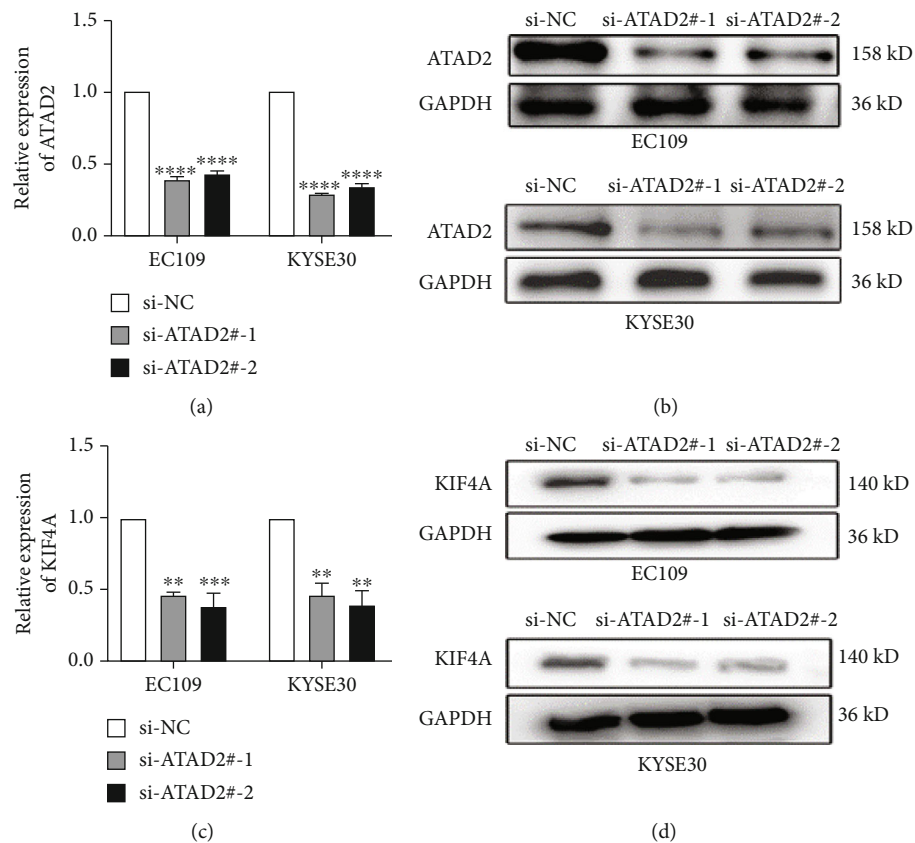 1.5
1.0
0.5
0.0
Relative expression
of ATAD2
****
****
****
****
EC109
KYSE30
si-NC
si-ATAD2#-1
si-ATAD2#-2
(a)
si-NC si-ATAD2#-1 si-ATAD2#-2
ATAD2 158 kD
GAPDH 36 kD
EC109
si-NC si-ATAD2#-1 si-ATAD2#-2
ATAD2 158 kD
GAPDH 36 kD
KYSE30
(b)
1.5
1.0
0.5
0.0
Relative expression
of KIF4A
**
***
**
**
EC109
KYSE30
si-NC
si-ATAD2#-1
si-ATAD2#-2
(c)
si-NC si-ATAD2#-1 si-ATAD2#-2
KIF4A 140 kD
GAPDH 36 kD
EC109
si-NC si-ATAD2#-1 si-ATAD2#-2
KIF4A 140 kD
GAPDH 36 kD
KYSE30
(d)